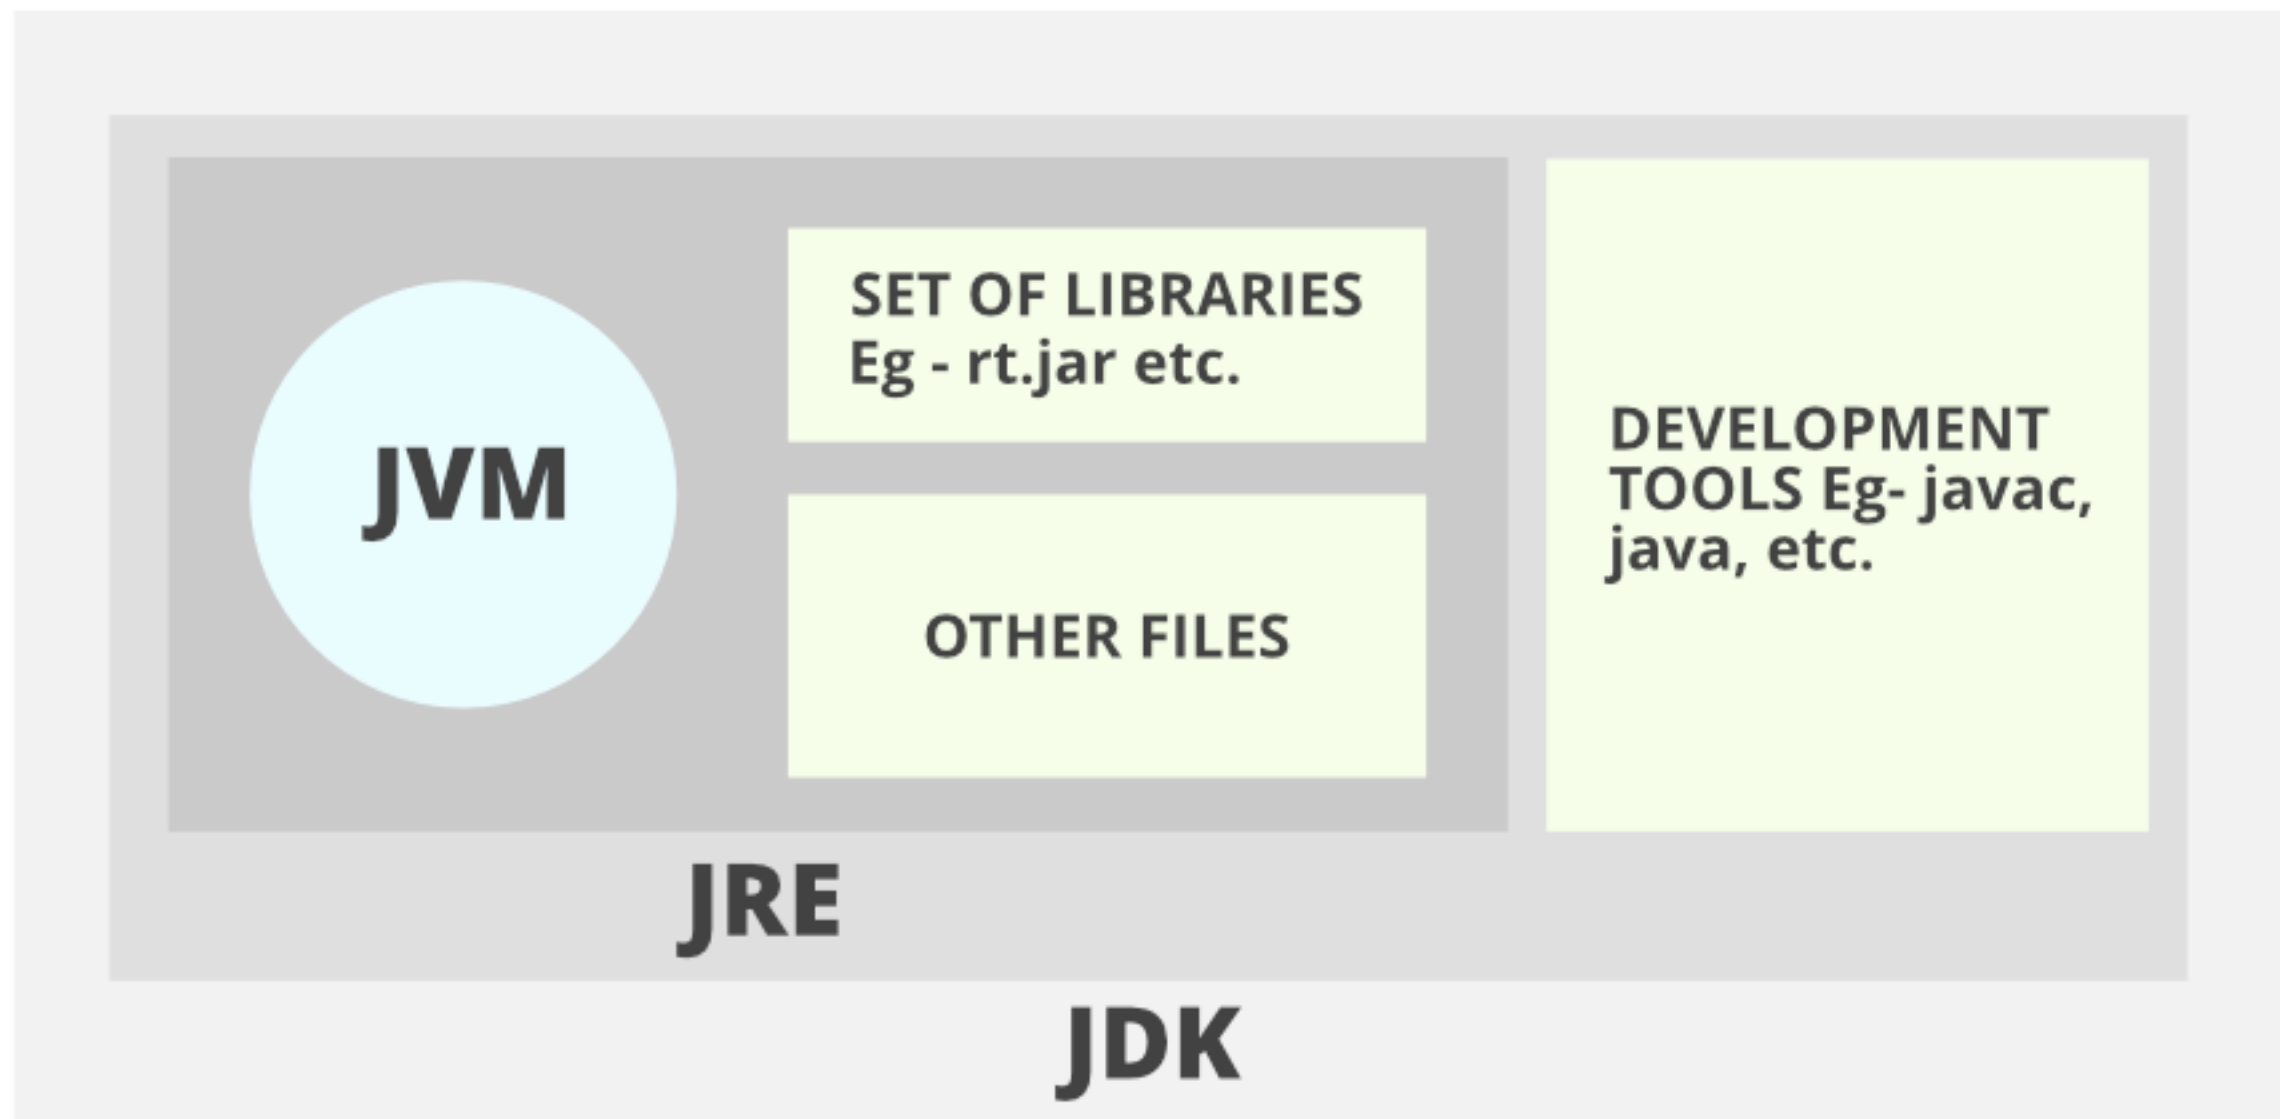 JVM
SET OF LIBRARIES
Eg - rt.jar etc.
OTHER FILES
DEVELOPMENT
TOOLS Eg- javac,
java, etc.
JRE
JDK